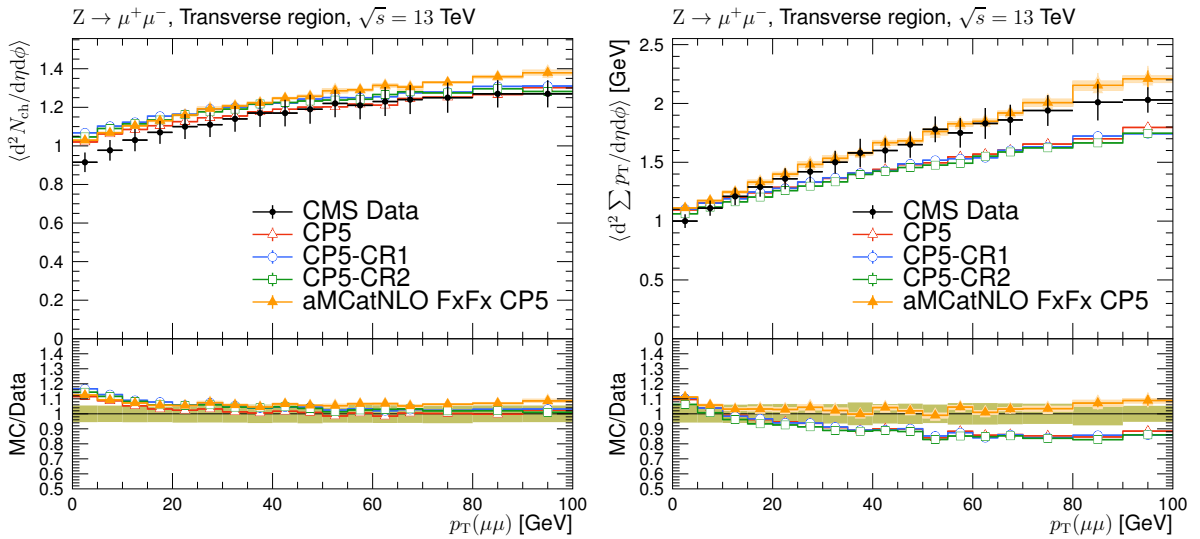 Z → μ⁺μ⁻, Transverse region, √s = 13 TeV
⟨d² N_ch/dηdϕ⟩
1.4
1.2
1
0.8
0.6
0.4
0.2
0
CMS Data
CP5
CP5-CR1
CP5-CR2
aMCatNLO FxFx CP5
MC/Data
1.4
1.3
1.2
1.1
1
0.9
0.8
0.7
0.6
0.5
0 20 40 60 80 100
p_T(μμ) [GeV]
Z → μ⁺μ⁻, Transverse region, √s = 13 TeV
⟨d² ∑ p_T/dηdϕ⟩ [GeV]
2.5
2
1.5
1
0.5
0
CMS Data
CP5
CP5-CR1
CP5-CR2
aMCatNLO FxFx CP5
MC/Data
1.4
1.3
1.2
1.1
1
0.9
0.8
0.7
0.6
0.5
0 20 40 60 80 100
p_T(μμ) [GeV]